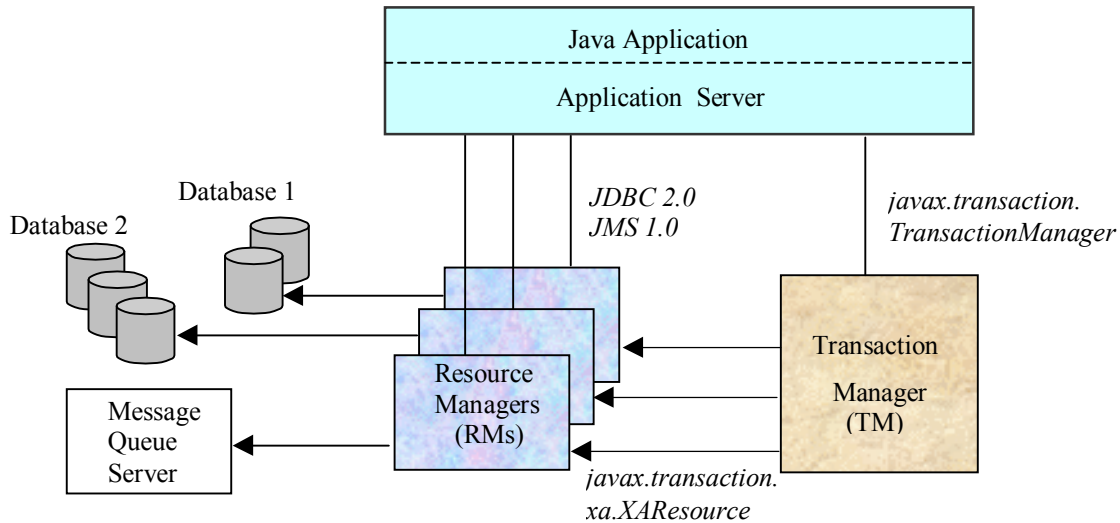 Java Application
Application Server
Database 1
Database 2
JDBC 2.0
JMS 1.0
javax.transaction.
TransactionManager
Resource
Managers
(RMs)
Transaction
Manager
(TM)
Message
Queue
Server
javax.transaction.
xa.XAResource